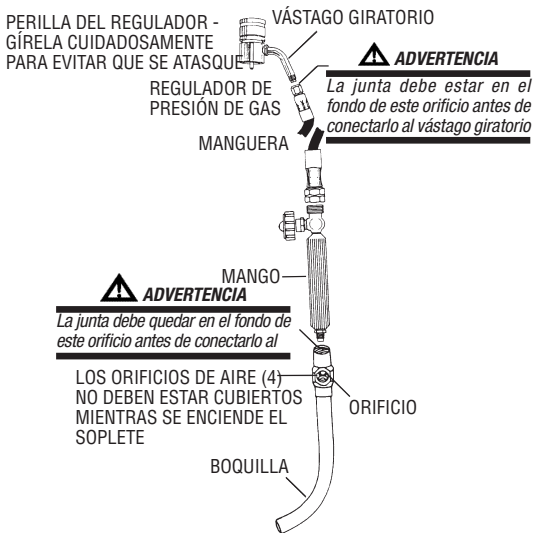 PERILLA DEL REGULADOR -
GÍRELA CUIDADOSAMENTE
PARA EVITAR QUE SE ATASQUE
VÁSTAGO GIRATORIO
ADVERTENCIA
La junta debe estar en el
fondo de este orificio antes de
conectarlo al vástago giratorio
REGULADOR DE
PRESIÓN DE GAS
MANGUERA
MANGO
ADVERTENCIA
La junta debe quedar en el fondo de
este orificio antes de conectarlo al
LOS ORIFICIOS DE AIRE (4)
NO DEBEN ESTAR CUBIERTOS
MIENTRAS SE ENCIENDE EL
SOPLETE
ORIFICIO
BOQUILLA